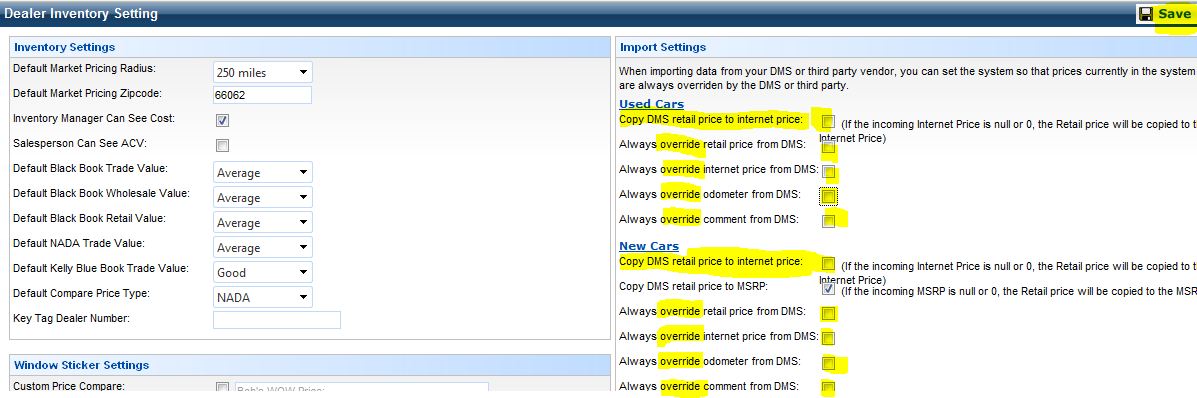 Dealer Inventory Setting
Save
Inventory Settings
Default Market Pricing Radius:
250 miles
Default Market Pricing Zipcode:
66062
Inventory Manager Can See Cost:
Salesperson Can See ACV:
Default Black Book Trade Value:
Average
Default Black Book Wholesale Value:
Average
Default Black Book Retail Value:
Average
Default NADA Trade Value:
Average
Default Kelly Blue Book Trade Value:
Good
Default Compare Price Type:
NADA
Key Tag Dealer Number:
Window Sticker Settings
Custom Price Compare:
Bob's WOW Price:
Import Settings
When importing data from your DMS or third party vendor, you can set the system so that prices currently in the system
are always overriden by the DMS or third party.
Used Cars
Copy DMS retail price to internet price:
(If the incoming Internet Price is null or 0, the Retail price will be copied to the
Internet Price)
Always override retail price from DMS:
Always override internet price from DMS:
Always override odometer from DMS:
Always override comment from DMS:
New Cars
Copy DMS retail price to internet price:
(If the incoming Internet Price is null or 0, the Retail price will be copied to the
Internet Price)
Copy DMS retail price to MSRP:
(If the incoming MSRP is null or 0, the Retail price will be copied to the MSR
Always override retail price from DMS:
Always override internet price from DMS:
Always override odometer from DMS:
Always override comment from DMS: